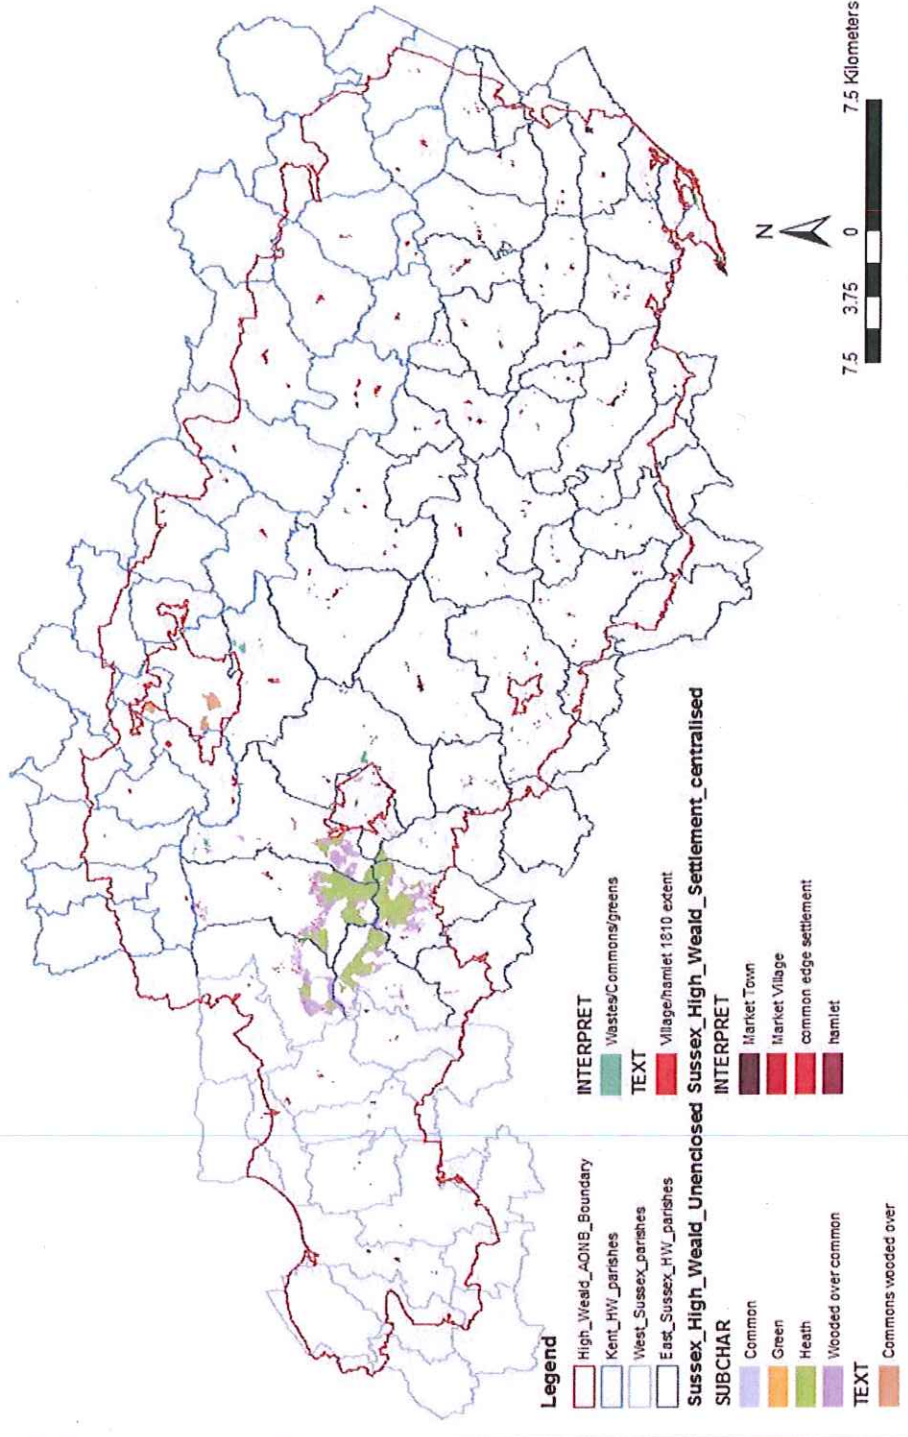 N
7.5 3.75 0 7.5 Kilometers
Legend
High_Weald_AONB_Boundary
Kent_HW_parishes
West_Sussex_parishes
East_Sussex_HW_parishes
Sussex_High_Weald_Unenclosed
SUBCHAR
Common
Green
Heath
Wooded over common
TEXT
Commons wooded over
INTERPRET
Wastes/Commons/greens
TEXT
Village/hamlet 1810 extent
Sussex_High_Weald_Settlement_centralised
INTERPRET
Market Town
Market Village
common edge settlement
hamlet